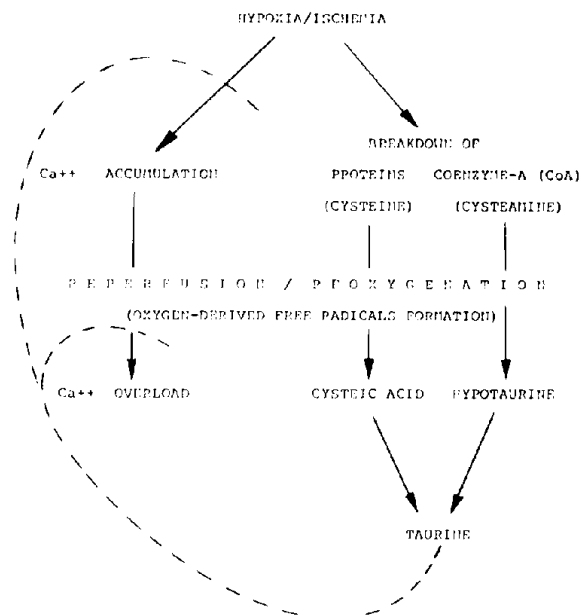 HYPOXIA/ISCHEMIA
BREAKDOWN OF
Ca++ ACCUMULATION PROTEINS COENZYME-A (CoA)
(CYSTEINE) (CYSTEAMINE)
REPERFUSION / REOXYGENATION
(OXYGEN-DERIVED FREE RADICALS FORMATION)
Ca++ OVERLOAD CYSTEIC ACID HYPOTAURINE
TAURINE